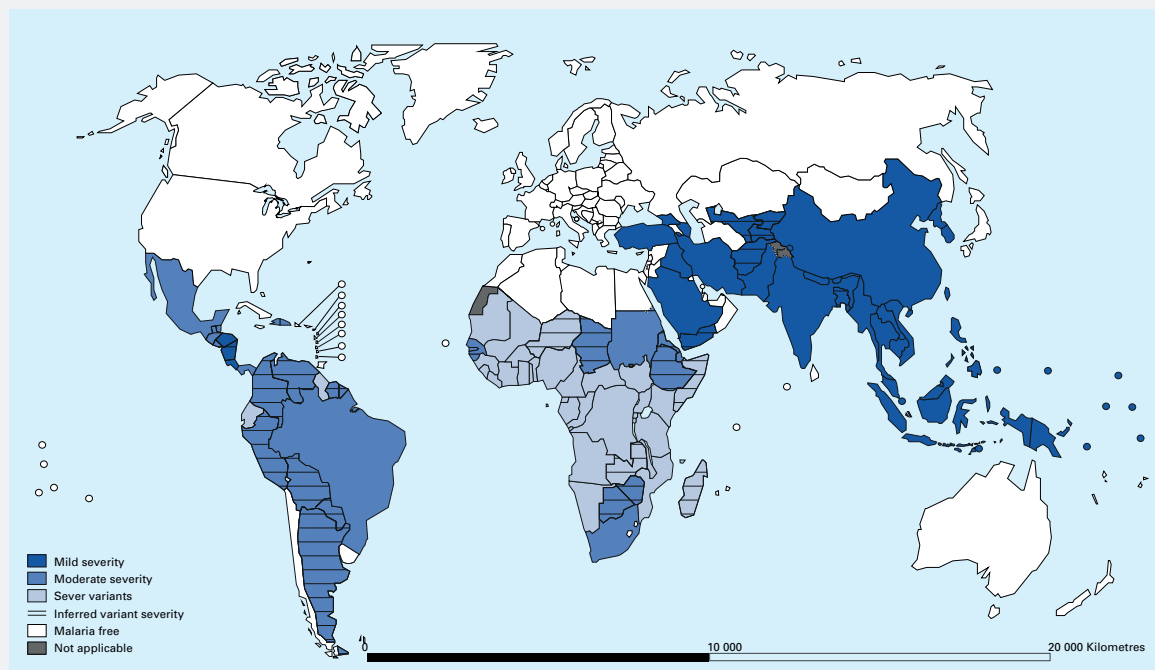 Mild severity
Moderate severity
Sever variants
Inferred variant severity
Malaria free
Not applicable
0 10 000 20 000 Kilometres